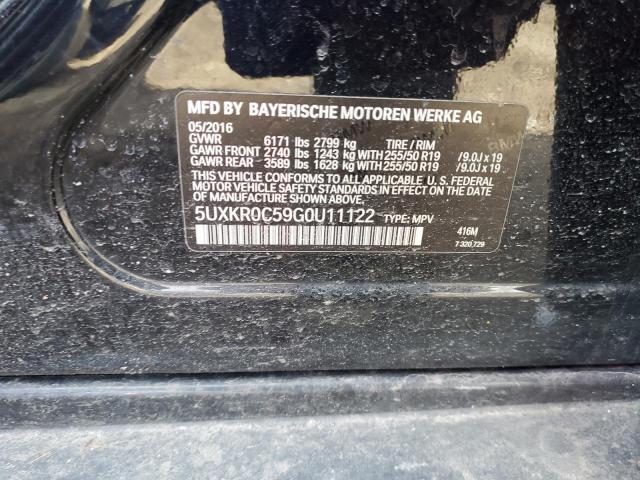 MFD BY BAYERISCHE MOTOREN WERKE AG
05/2016
GVWR 6171 lbs 2799 kg TIRE / RIM
GAWR FRONT 2740 lbs 1243 kg WITH 255/50 R19 /9.0J x 19
GAWR REAR 3589 lbs 1628 kg WITH 255/50 R19 /9.0J x 19
THIS VEHICLE CONFORMS TO ALL APPLICABLE U.S. FEDERAL
MOTOR VEHICLE SAFETY STANDARDS IN EFFECT ON THE DATE
OF MANUFACTURE SHOWN ABOVE.
5UXKR0C59G0U11122 TYPE: MPV
416M
7 320 729